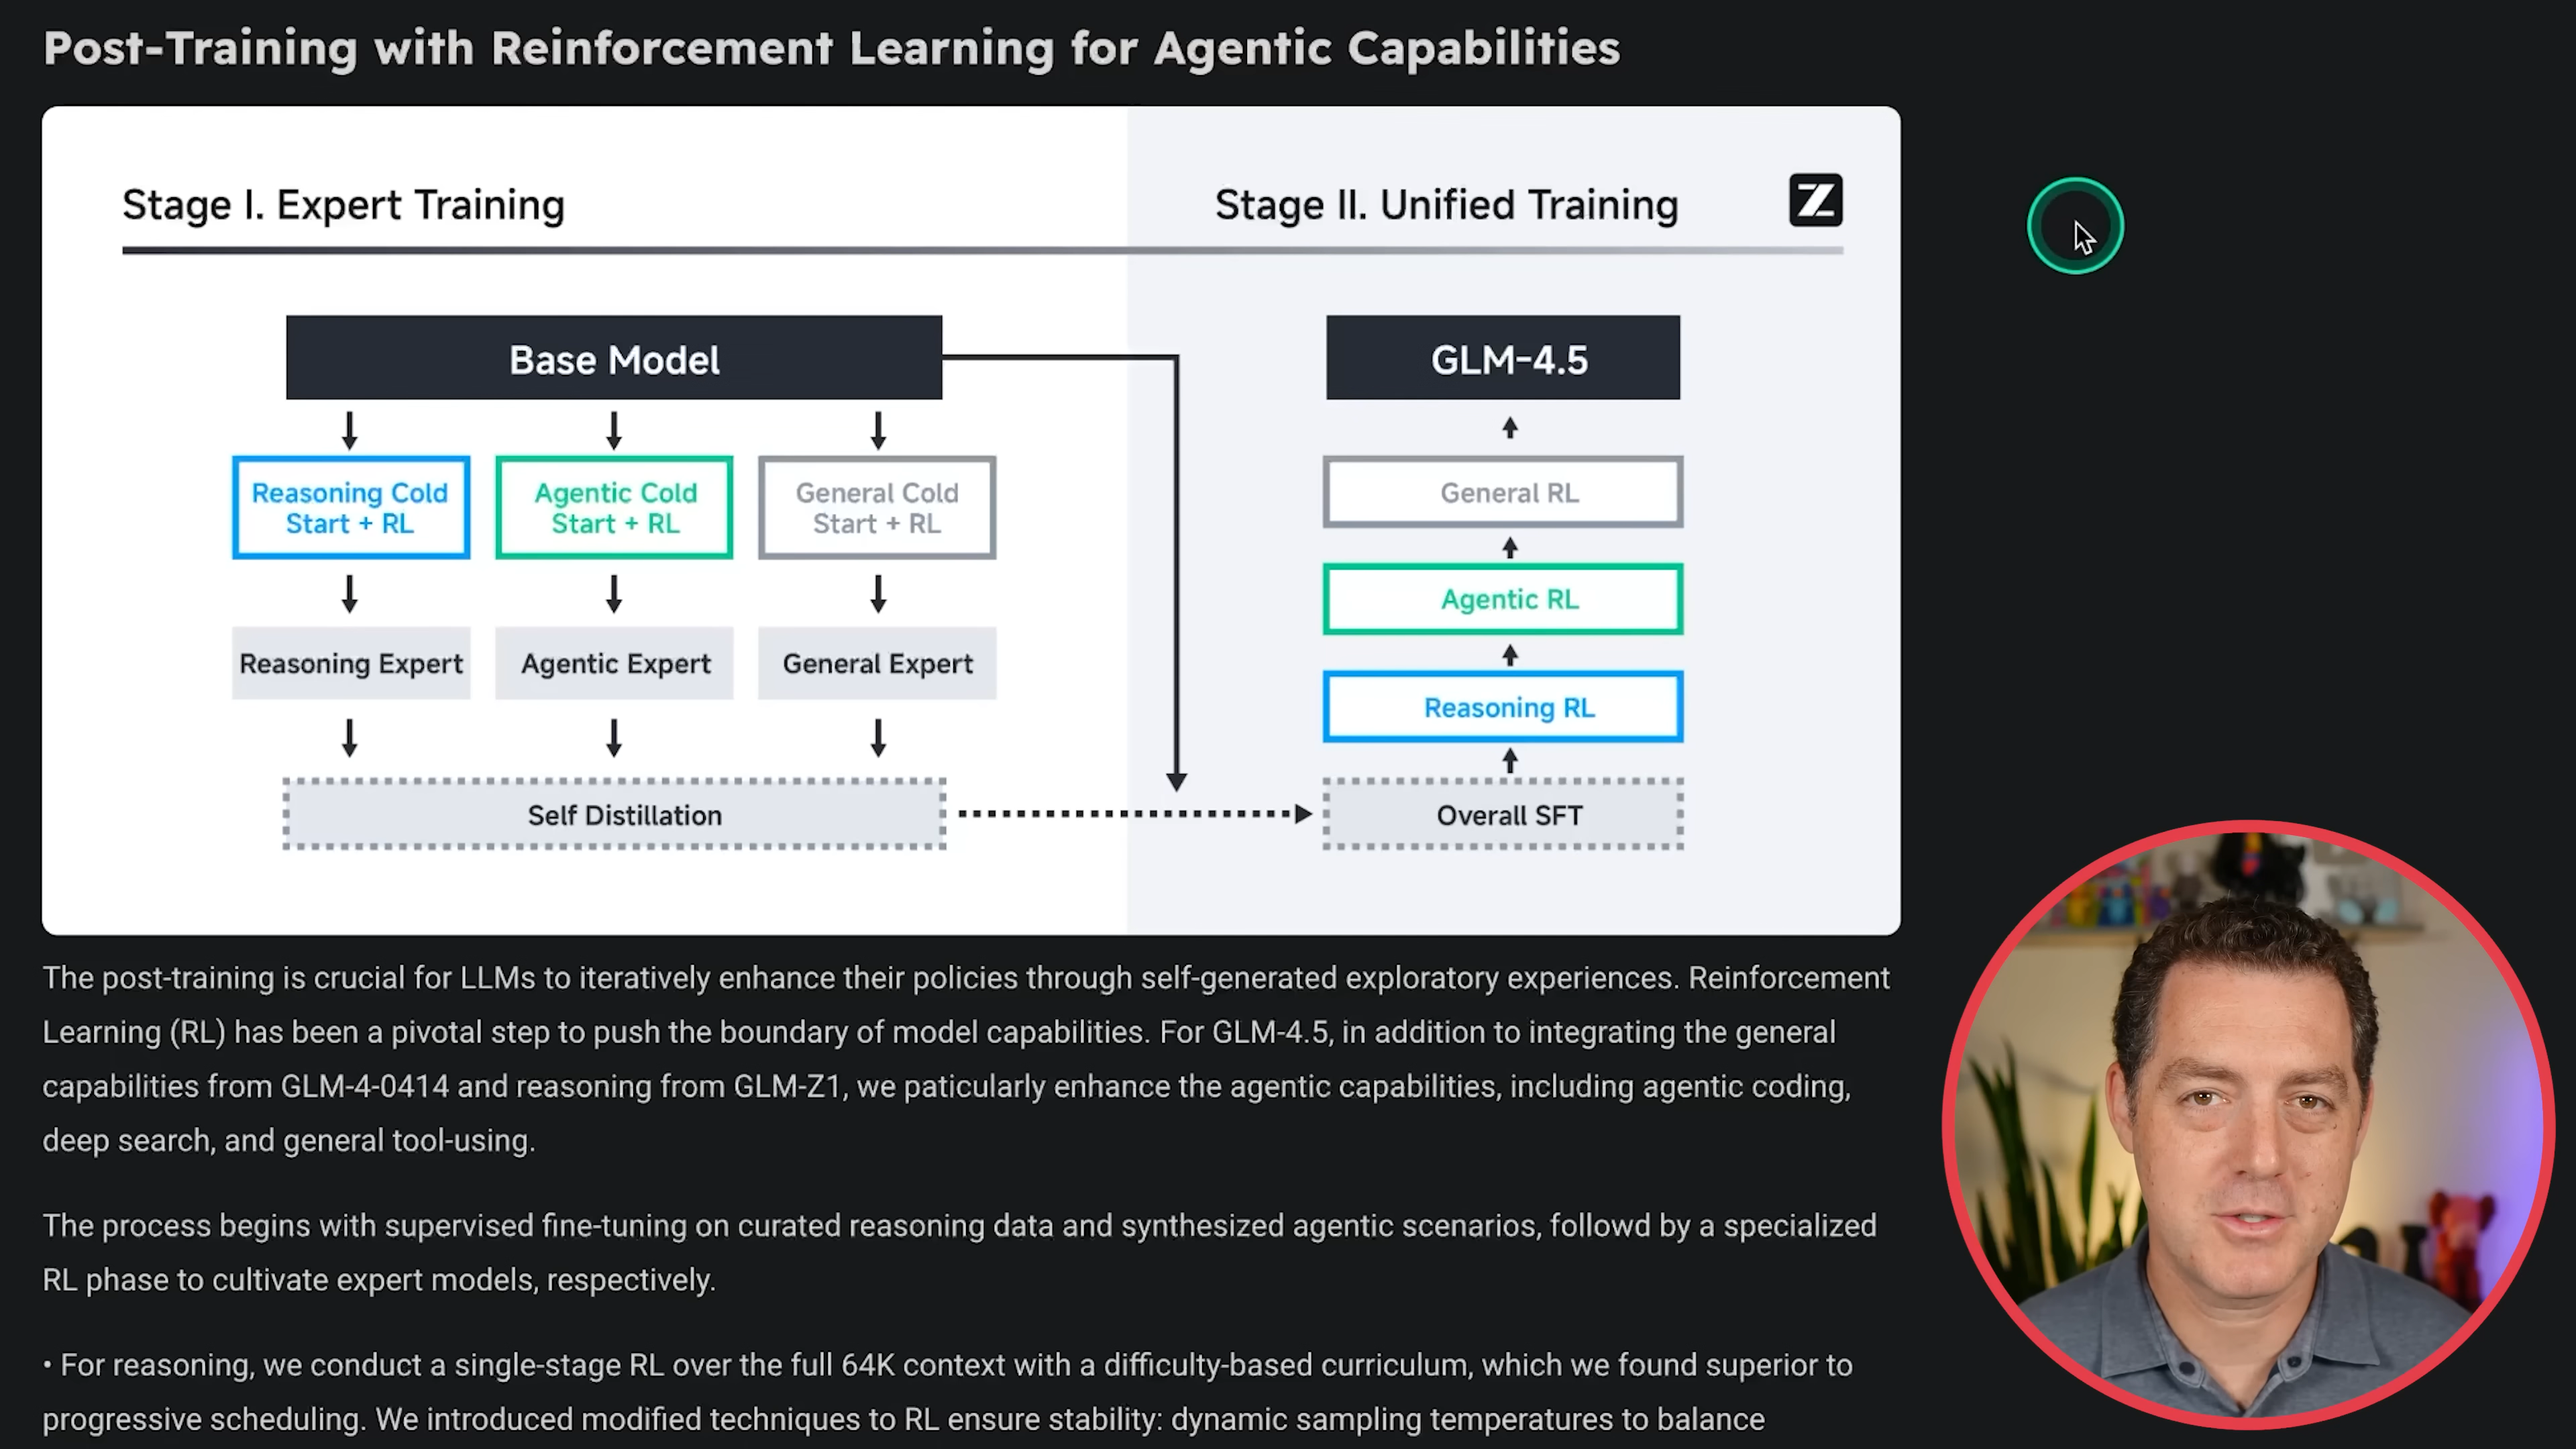 Post-Training with Reinforcement Learning for Agentic Capabilities
Stage I. Expert Training
Stage II. Unified Training
Z
Base Model
GLM-4.5
Reasoning Cold
Start + RL
Agentic Cold
Start + RL
General Cold
Start + RL
General RL
Agentic RL
Reasoning Expert
Agentic Expert
General Expert
Reasoning RL
Self Distillation
Overall SFT
The post-training is crucial for LLMs to iteratively enhance their policies through self-generated exploratory experiences. Reinforcement
Learning (RL) has been a pivotal step to push the boundary of model capabilities. For GLM-4.5, in addition to integrating the general
capabilities from GLM-4-0414 and reasoning from GLM-Z1, we paticularly enhance the agentic capabilities, including agentic coding,
deep search, and general tool-using.
The process begins with supervised fine-tuning on curated reasoning data and synthesized agentic scenarios, followd by a specialized
RL phase to cultivate expert models, respectively.
• For reasoning, we conduct a single-stage RL over the full 64K context with a difficulty-based curriculum, which we found superior to
progressive scheduling. We introduced modified techniques to RL ensure stability: dynamic sampling temperatures to balance